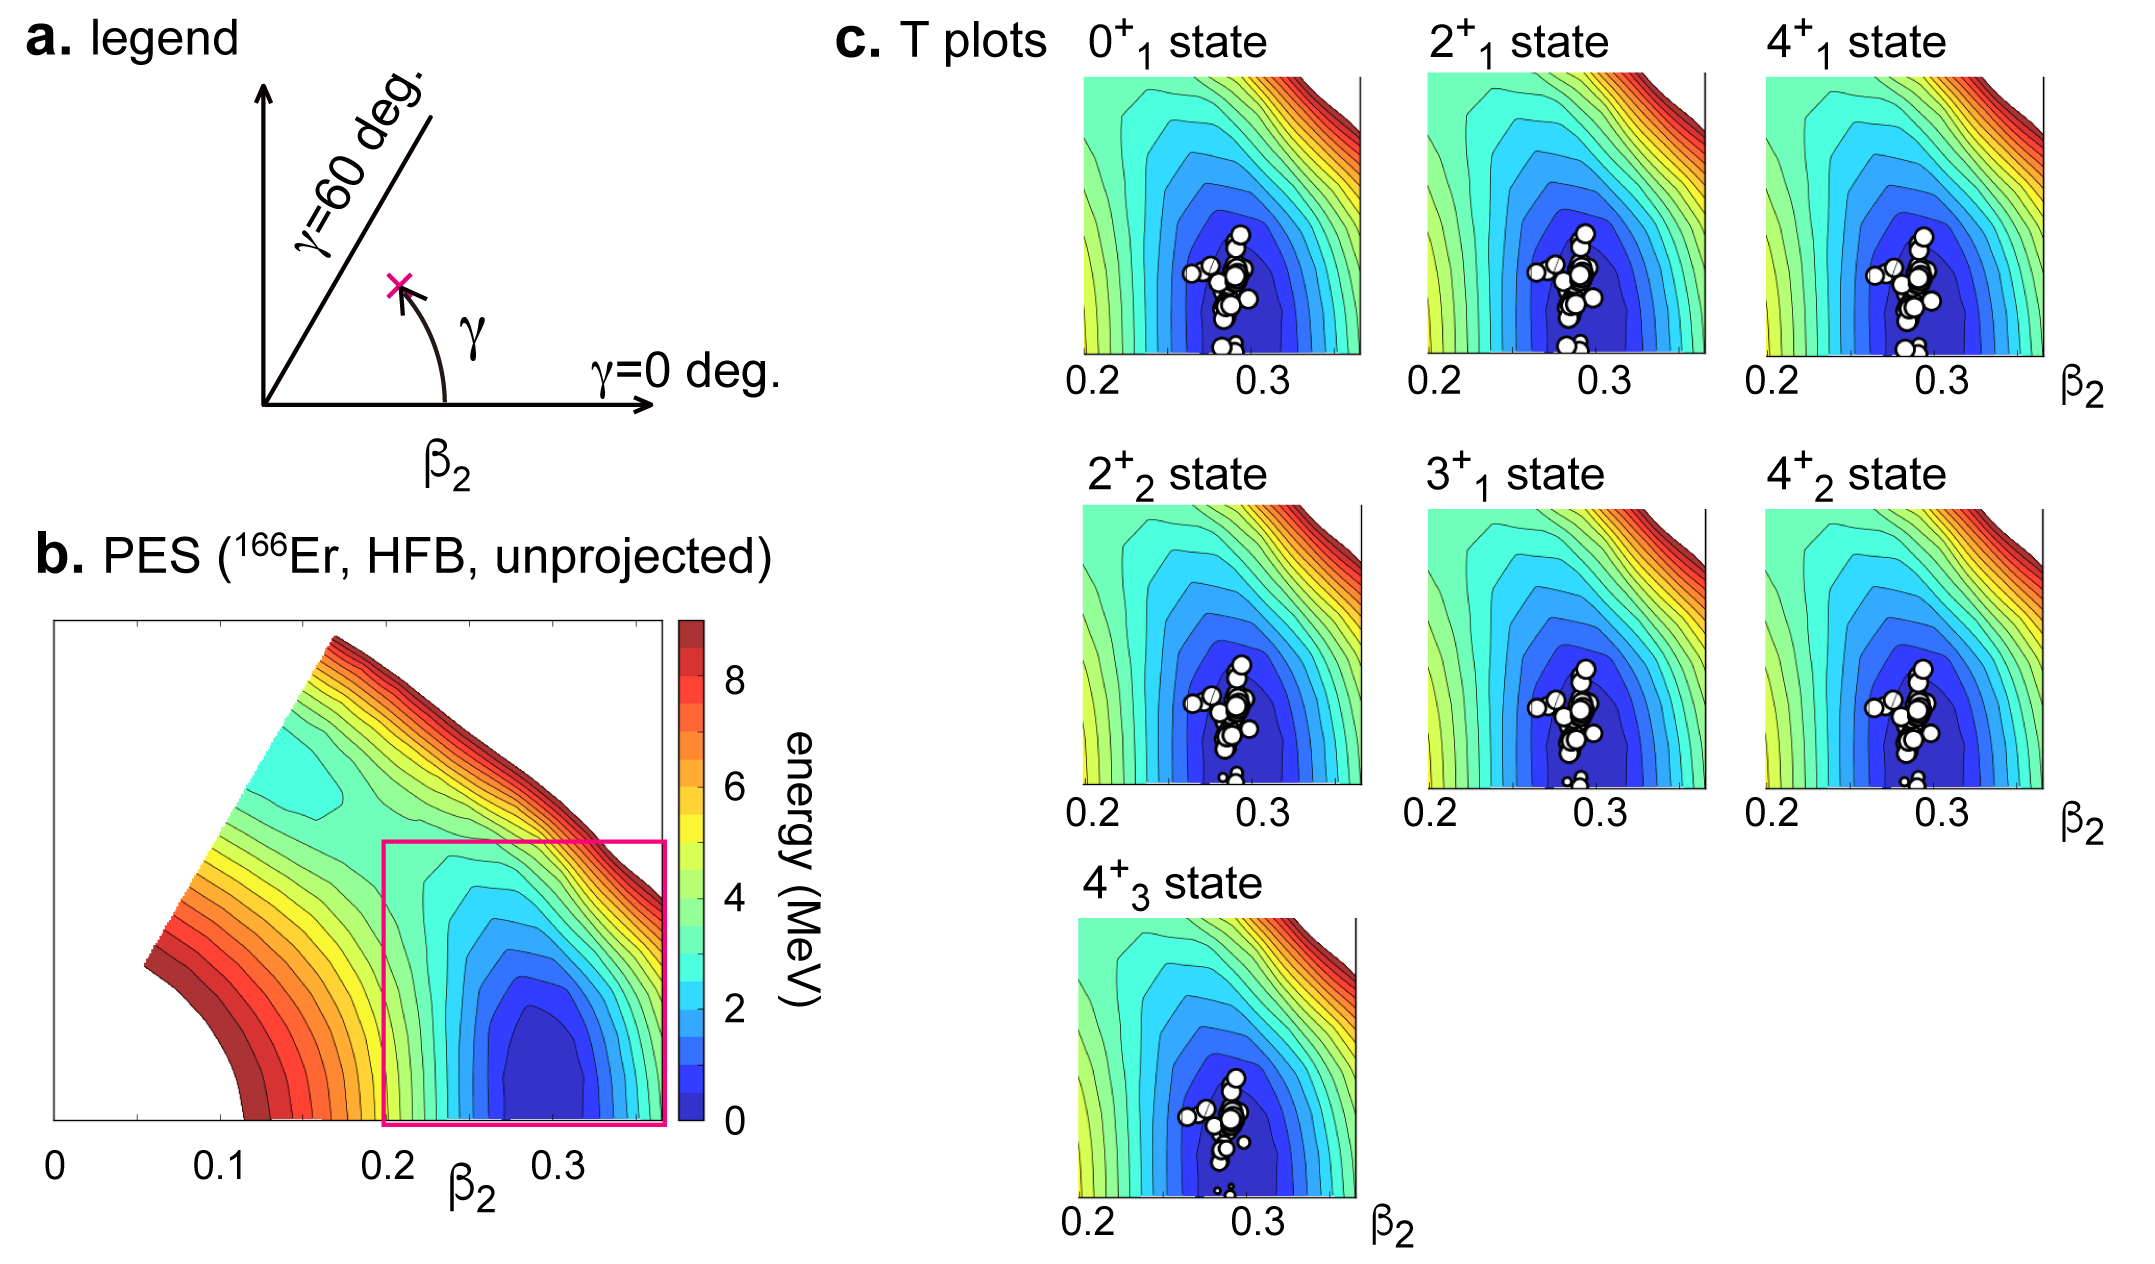 a. legend
γ=60 deg.
γ
γ=0 deg.
β2
b. PES (166Er, HFB, unprojected)
8
6
4
2
0
energy (MeV)
0 0.1 0.2 0.3
β2
c. T plots
0+1 state 2+1 state 4+1 state
0.2 0.3 0.2 0.3 0.2 0.3 β2
2+2 state 3+1 state 4+2 state
0.2 0.3 0.2 0.3 0.2 0.3 β2
4+3 state
0.2 0.3 β2